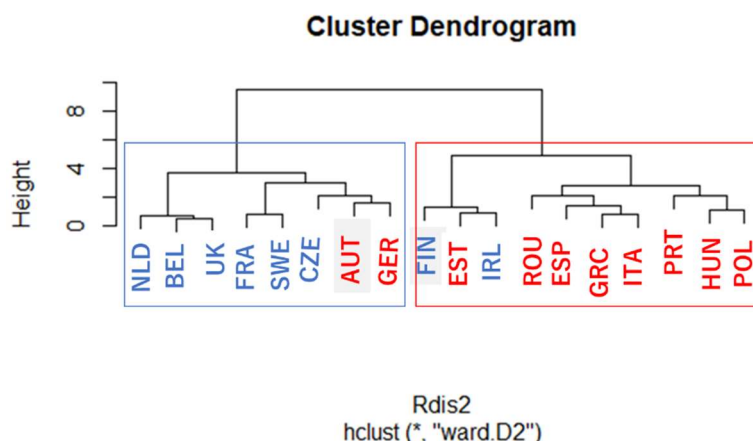 Cluster Dendrogram
Height
0
4
8
NLD
BEL
UK
FRA
SWE
CZE
AUT
GER
FIN
EST
IRL
ROU
ESP
GRC
ITA
PRT
HUN
POL
Rdis2
hclust (*, "ward.D2")